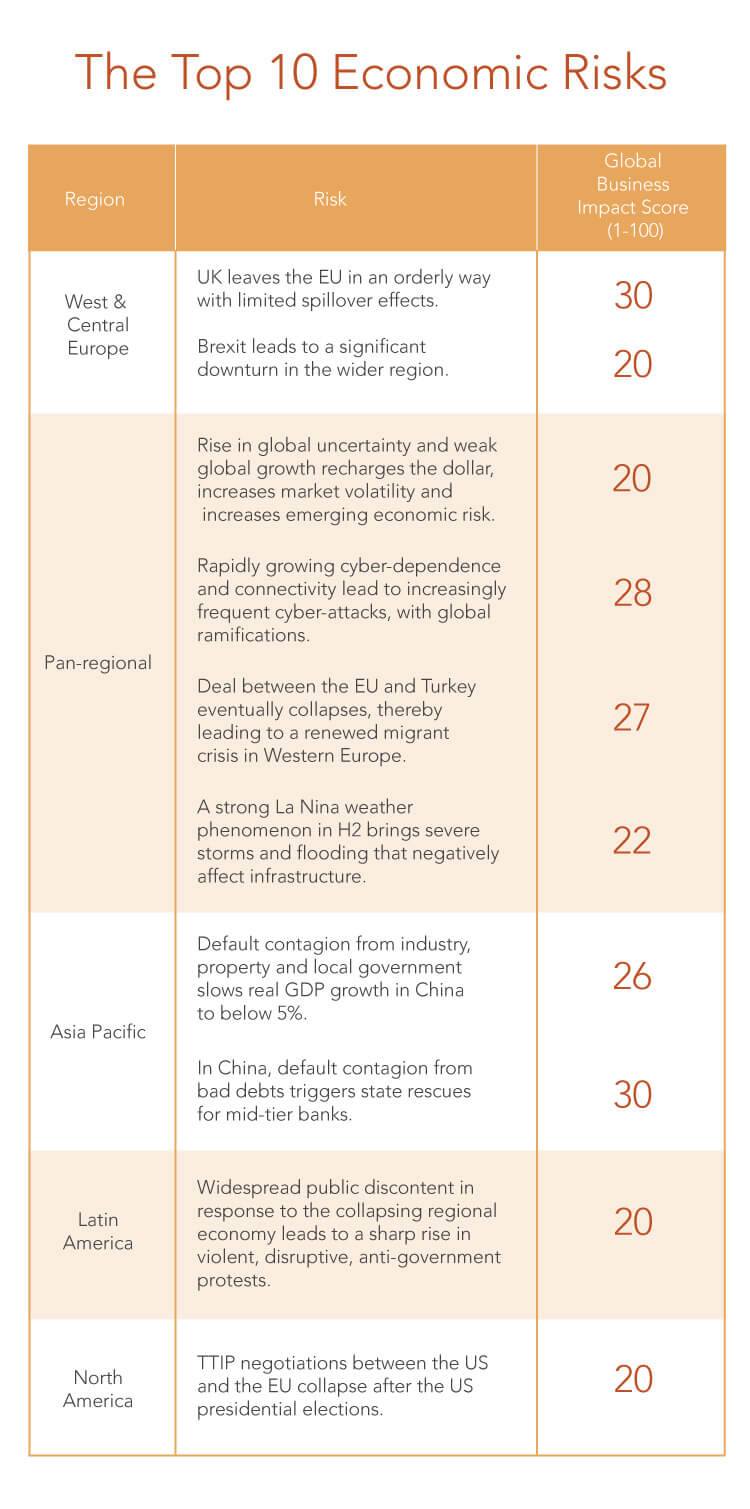 The Top 10 Economic Risks
Region
Risk
Global
Business
Impact Score
(1-100)
West &
Central
Europe
UK leaves the EU in an orderly way
with limited spillover effects.
30
Brexit leads to a significant
downturn in the wider region.
20
Pan-regional
Rise in global uncertainty and weak
global growth recharges the dollar,
increases market volatility and
increases emerging economic risk.
20
Rapidly growing cyber-dependence
and connectivity lead to increasingly
frequent cyber-attacks, with global
ramifications.
28
Deal between the EU and Turkey
eventually collapses, thereby
leading to a renewed migrant
crisis in Western Europe.
27
A strong La Nina weather
phenomenon in H2 brings severe
storms and flooding that negatively
affect infrastructure.
22
Asia Pacific
Default contagion from industry,
property and local government
slows real GDP growth in China
to below 5%.
26
In China, default contagion from
bad debts triggers state rescues
for mid-tier banks.
30
Latin
America
Widespread public discontent in
response to the collapsing regional
economy leads to a sharp rise in
violent, disruptive, anti-government
protests.
20
North
America
TTIP negotiations between the US
and the EU collapse after the US
presidential elections.
20